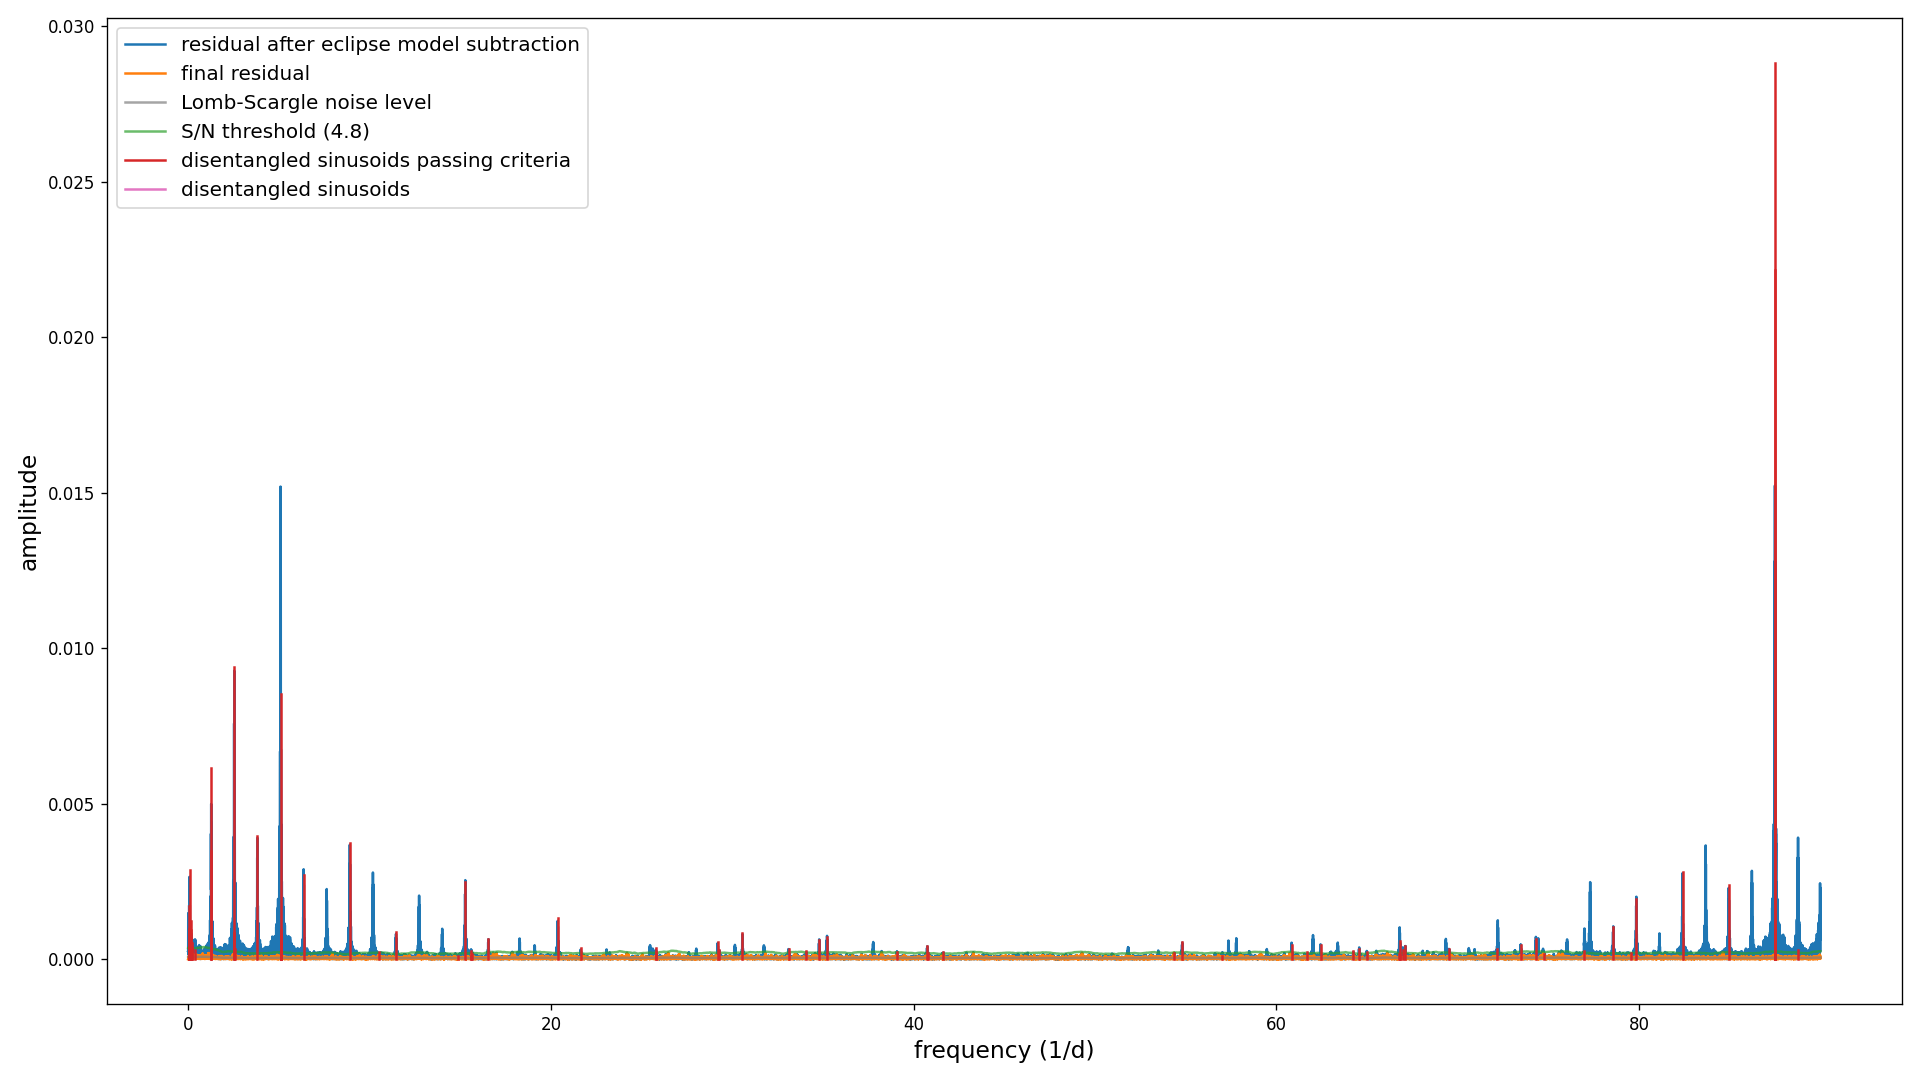 0.030
0.025
0.020
0.015
0.010
0.005
0.000
amplitude
residual after eclipse model subtraction
final residual
Lomb-Scargle noise level
S/N threshold (4.8)
disentangled sinusoids passing criteria
disentangled sinusoids
0 20 40 60 80
frequency (1/d)